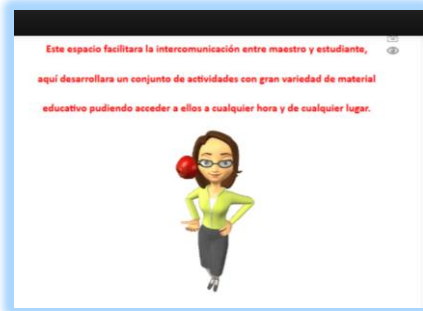 Este espacio facilitara la intercomunicación entre maestro y estudiante,
aquí desarrollara un conjunto de actividades con gran variedad de material
educativo pudiendo acceder a ellos a cualquier hora y de cualquier lugar.